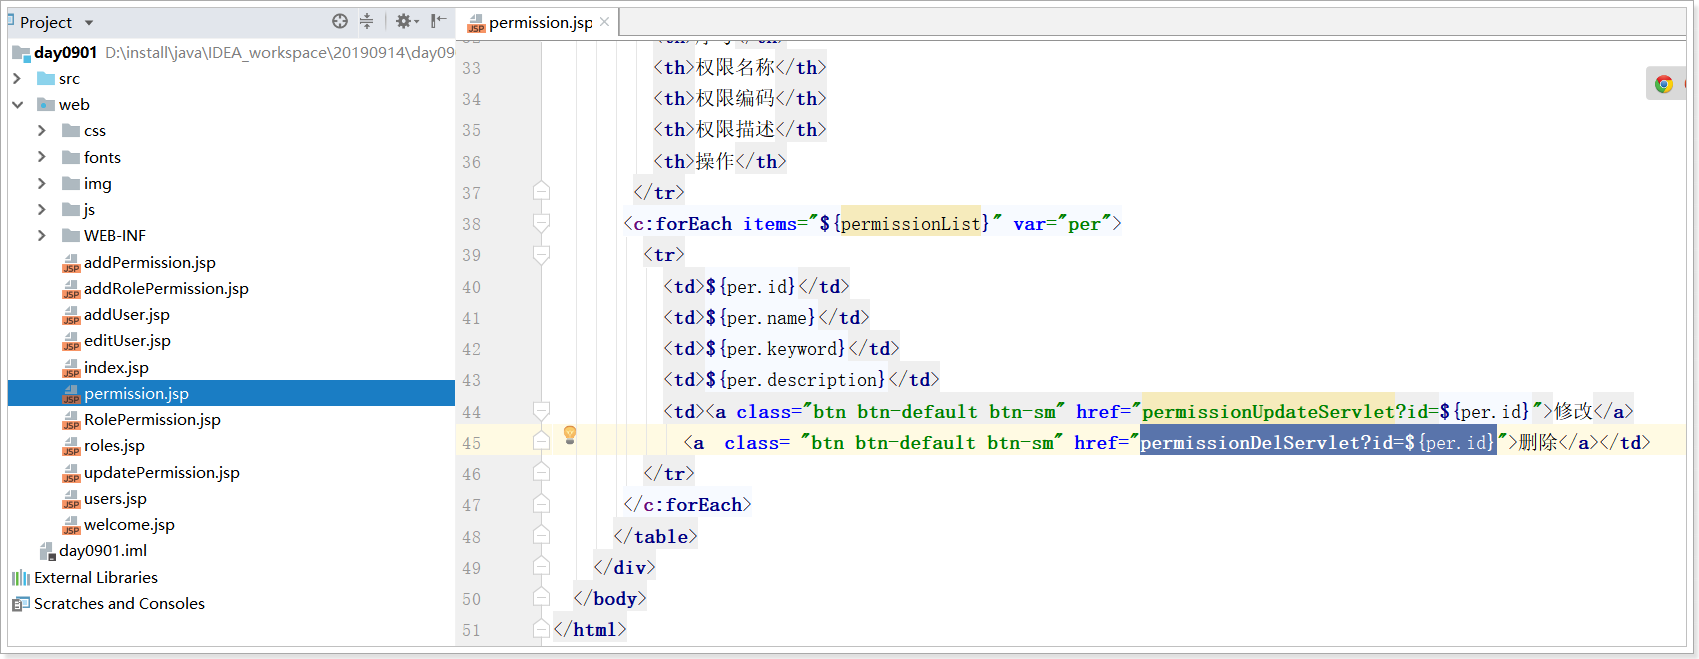 Project
day0901 D:\install\java\IDEA_workspace\20190914\day09
src
web
css
fonts
img
js
WEB-INF
addPermission.jsp
addRolePermission.jsp
addUser.jsp
editUser.jsp
index.jsp
permission.jsp
RolePermission.jsp
roles.jsp
updatePermission.jsp
users.jsp
welcome.jsp
day0901.iml
External Libraries
Scratches and Consoles
permission.jsp
33 <th>权限名称</th>
34 <th>权限编码</th>
35 <th>权限描述</th>
36 <th>操作</th>
37 </tr>
38 <c:forEach items="${permissionList}" var="per">
39 <tr>
40 <td>${per.id}</td>
41 <td>${per.name}</td>
42 <td>${per.keyword}</td>
43 <td>${per.description}</td>
44 <td><a class="btn btn-default btn-sm" href="permissionUpdateServlet?id=${per.id}">修改</a>
45 <a  class= "btn btn-default btn-sm" href="permissionDelServlet?id=${per.id}">删除</a></td>
46 </tr>
47 </c:forEach>
48 </table>
49 </div>
50 </body>
51 </html>